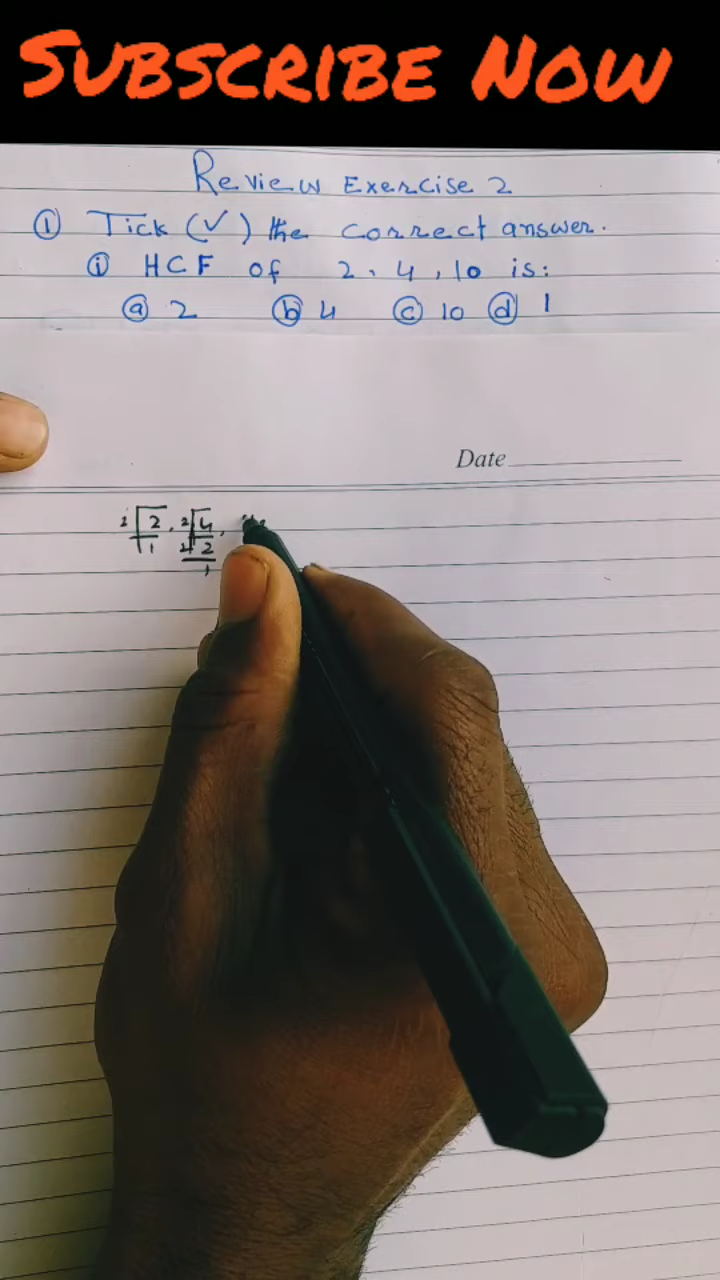 SUBSCRIBE NOW
Review Exercise 2
① Tick (✓) the correct answer.
ⓘ HCF of 2, 4, 10 is:
ⓐ 2 ⓑ 4 ⓒ 10 ⓓ 1
Date
2 2, 2 4,
1 2 2
1